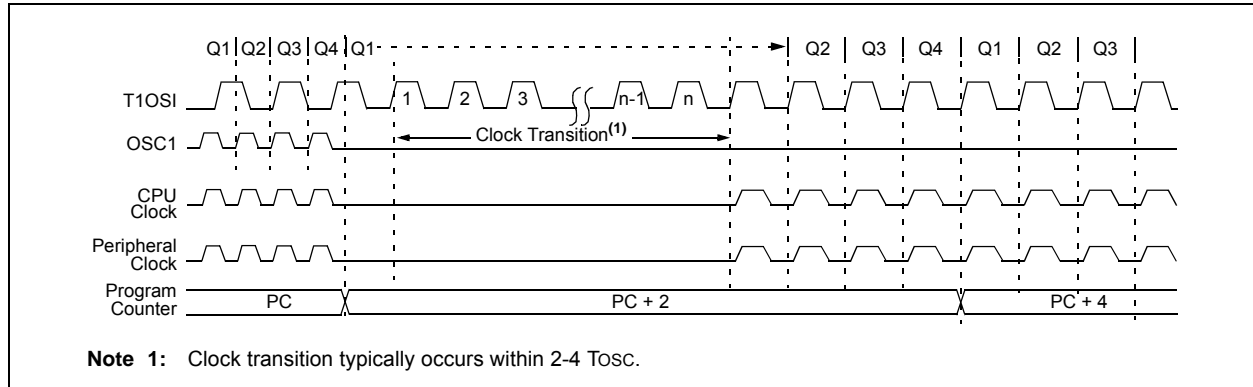 Q1 Q2 Q3 Q4 Q1 Q2 Q3 Q4 Q1 Q2 Q3
T1OSI
1 2 3 n-1 n
Clock Transition(1)
OSC1
CPU
Clock
Peripheral
Clock
Program
Counter
PC PC + 2 PC + 4
Note 1: Clock transition typically occurs within 2-4 TOSC.